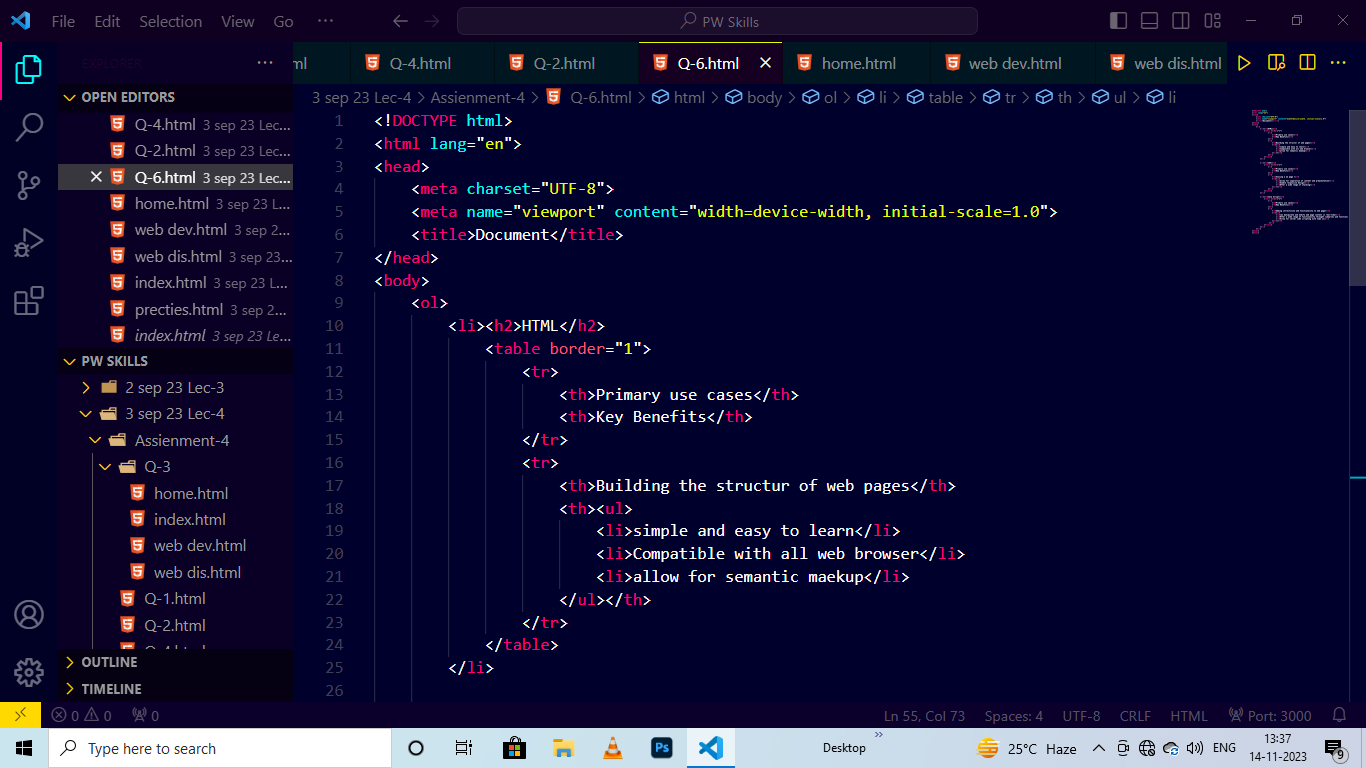 File Edit Selection View Go ··· PW Skills
EXPLORER ···
OPEN EDITORS
Q-4.html 3 sep 23 Lec...
Q-2.html 3 sep 23 Lec...
Q-6.html 3 sep 23 Lec...
home.html 3 sep 23 L...
web dev.html 3 sep 2...
web dis.html 3 sep 23...
index.html 3 sep 23 L...
precties.html 3 sep 2...
index.html 3 sep 23 Le...
PW SKILLS
2 sep 23 Lec-3
3 sep 23 Lec-4
Assienment-4
Q-3
home.html
index.html
web dev.html
web dis.html
Q-1.html
Q-2.html
OUTLINE
TIMELINE
ml Q-4.html Q-2.html Q-6.html home.html web dev.html web dis.html ···
3 sep 23 Lec-4 > Assienment-4 > Q-6.html > html > body > ol > li > table > tr > th > ul > li
1 <!DOCTYPE html>
2 <html lang="en">
3 <head>
4 <meta charset="UTF-8">
5 <meta name="viewport" content="width=device-width, initial-scale=1.0">
6 <title>Document</title>
7 </head>
8 <body>
9 <ol>
10 <li><h2>HTML</h2>
11 <table border="1">
12 <tr>
13 <th>Primary use cases</th>
14 <th>Key Benefits</th>
15 </tr>
16 <tr>
17 <th>Building the structur of web pages</th>
18 <th><ul>
19 <li>simple and easy to learn</li>
20 <li>Compatible with all web browser</li>
21 <li>allow for semantic maekup</li>
22 </ul></th>
23 </tr>
24 </table>
25 </li>
26
0 0 0 Ln 55, Col 73 Spaces: 4 UTF-8 CRLF HTML Port: 3000
Type here to search Ps Desktop » 25°C Haze ENG 13:37
14-11-2023 9